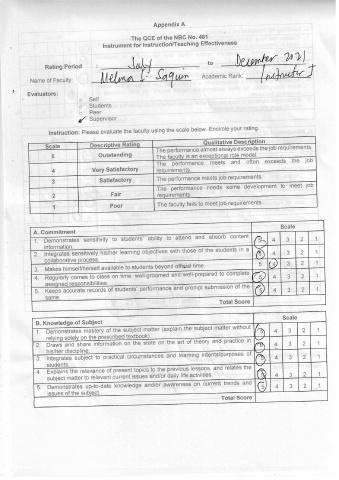 Appendix A
The QCE of the NBC No. 461
Instrument for Instruction/Teaching Effectiveness
Rating Period : July to December 2021
Name of Faculty: Melma L. Saquin Academic Rank: Instructor I
Evaluators:
Self
Students
Peer
✓ Supervisor
Instruction: Please evaluate the faculty using the scale below. Encircle your rating.
Scale Descriptive Rating Qualitative Description
5 Outstanding The performance almost always exceeds the job requirements.
The faculty is an exceptional role model
4 Very Satisfactory The performance meets and often exceeds the job
requirements.
3 Satisfactory The performance meets job requirements.
2 Fair The performance needs some development to meet job
requirements.
1 Poor The faculty fails to meet job requirements.
A. Commitment Scale
1. Demonstrates sensitivity to students' ability to attend and absorb content 5 4 3 2 1
information.
2. Integrates sensitively his/her learning objectives with those of the students in a 5 4 3 2 1
collaborative process.
3. Makes himself/herself available to students beyond official time. 5 4 3 2 1
4. Regularly comes to class on time, well-groomed and well-prepared to complete 5 4 3 2 1
assigned responsibilities.
5. Keeps accurate records of students' performance and prompt submission of the 5 4 3 2 1
same.
Total Score
B. Knowledge of Subject Scale
1. Demonstrates mastery of the subject matter (explain the subject matter without 5 4 3 2 1
relying solely on the prescribed textbook).
2. Draws and share information on the state on the art of theory and practice in 5 4 3 2 1
his/her discipline.
3. Integrates subject to practical circumstances and learning intents/purposes of 5 4 3 2 1
students.
4. Explains the relevance of present topics to the previous lessons, and relates the 5 4 3 2 1
subject matter to relevant current issues and/or daily life activities.
5. Demonstrates up-to-date knowledge and/or awareness on current trends and 5 4 3 2 1
issues of the subject.
Total Score